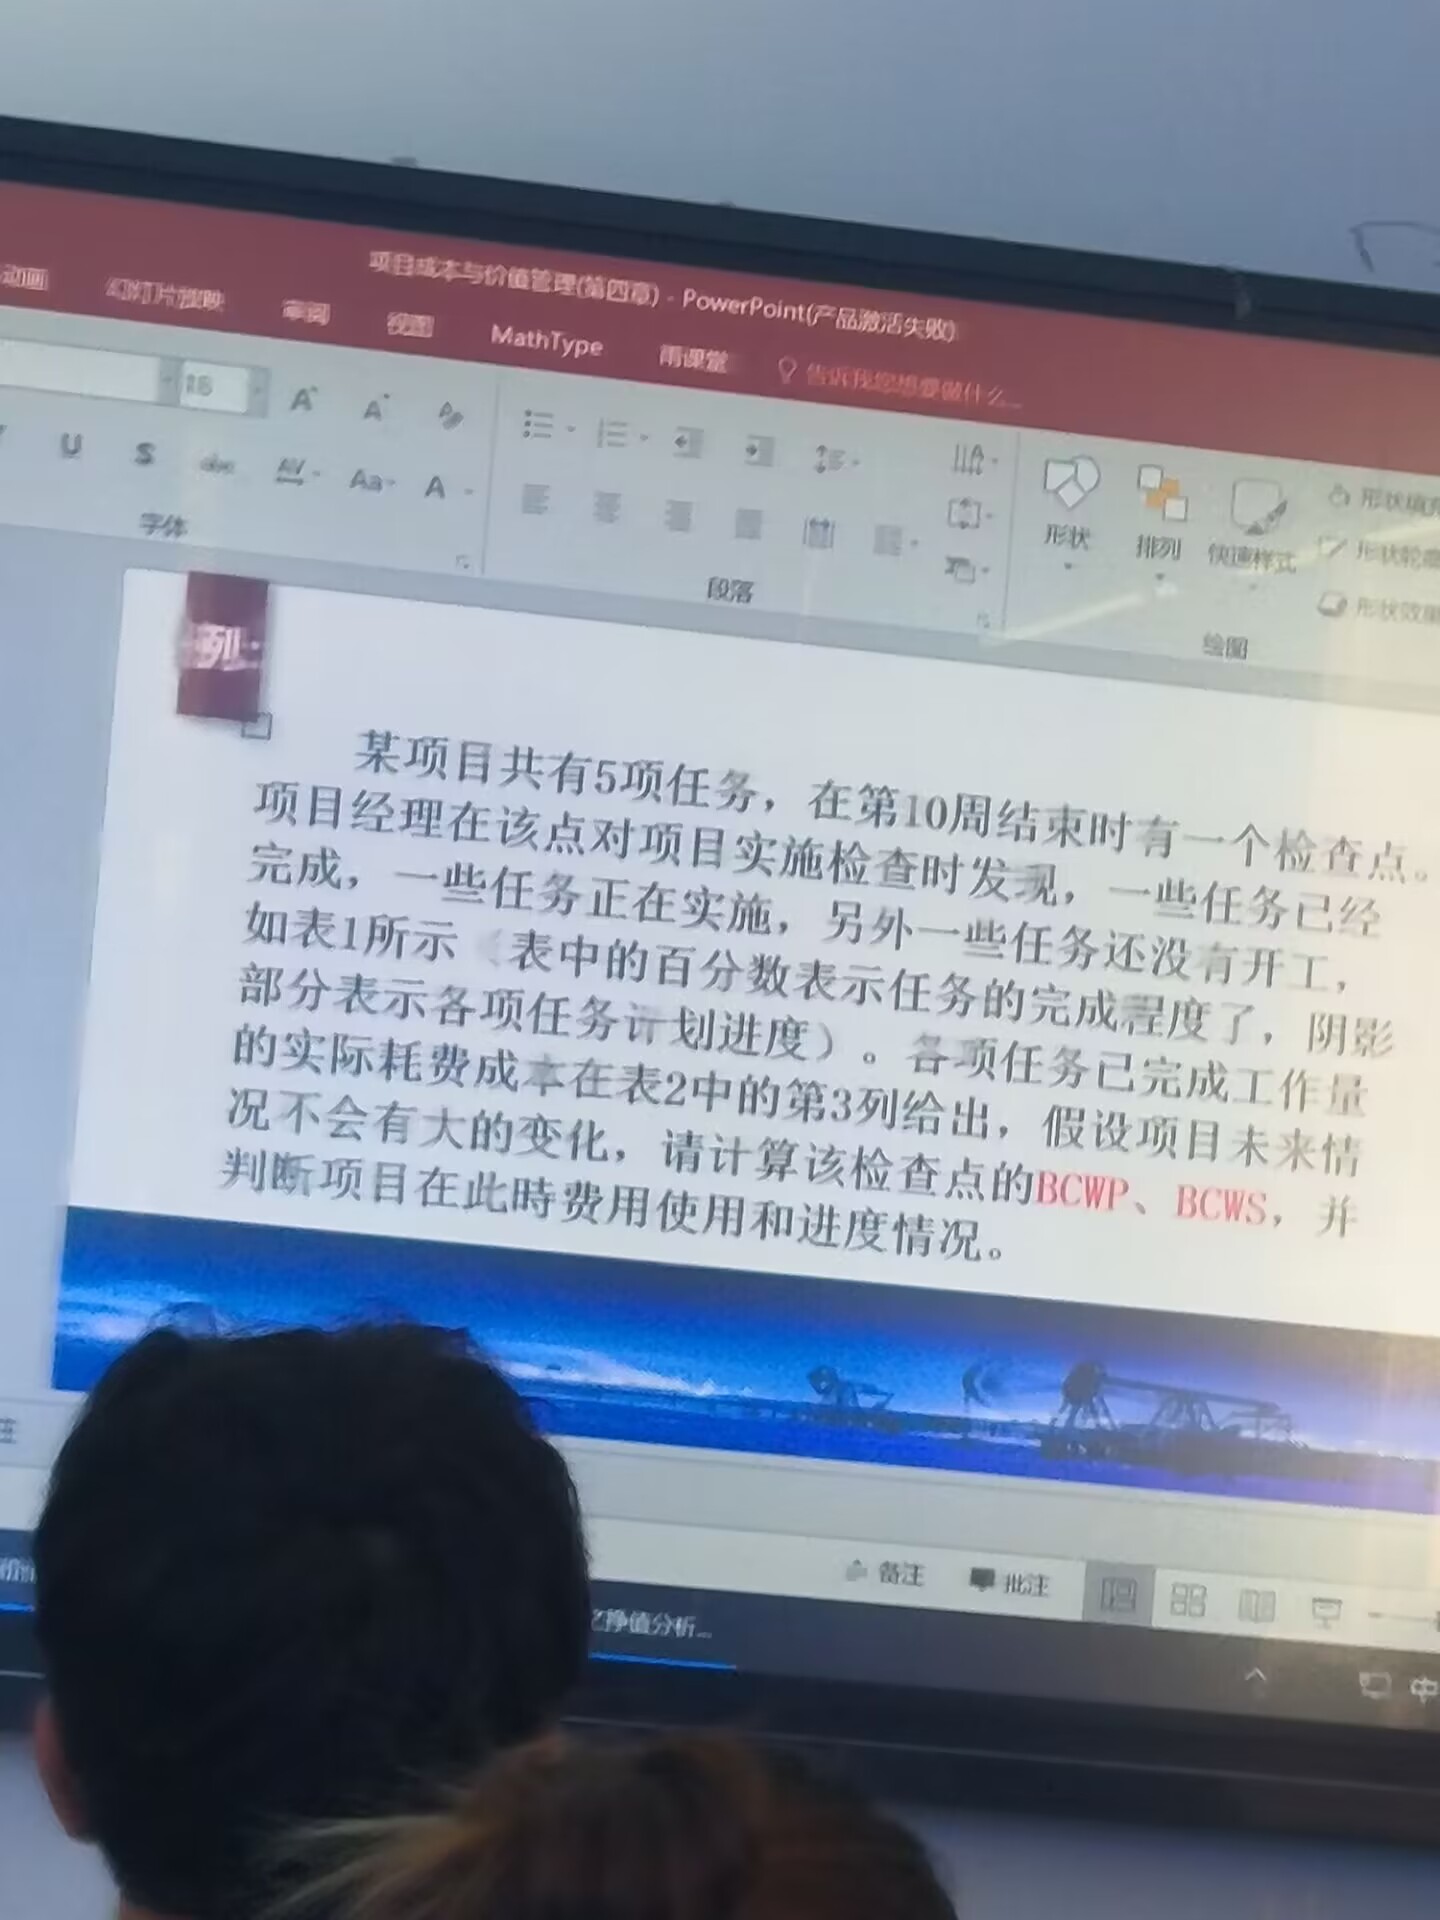 项目成本与价值管理(第四章) - PowerPoint(产品激活失败)
动画 幻灯片放映 审阅 视图 MathType 雨课堂 告诉我您想要做什么...
U S abc AV Aa A
字体
段落
形状
排列
快速样式
绘图
形状填充
形状轮廓
形状效果
例
某项目共有5项任务，在第10周结束时有一个检查点。
项目经理在该点对项目实施检查时发现，一些任务已经
完成，一些任务正在实施，另外一些任务还没有开工，
如表1所示（表中的百分数表示任务的完成程度了，阴影
部分表示各项任务计划进度）。各项任务已完成工作量
的实际耗费成本在表2中的第3列给出，假设项目未来情
况不会有大的变化，请计算该检查点的BCWP、BCWS，并
判断项目在此時费用使用和进度情况。
备注 批注
挣值分析...
中